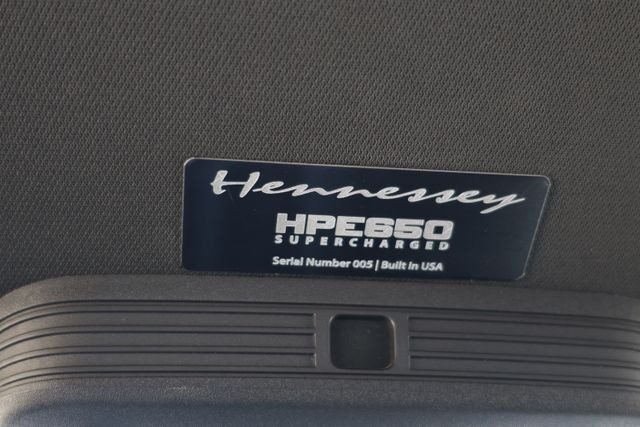 Hennessey
HPE650
SUPERCHARGED
Serial Number 005 | Built in USA